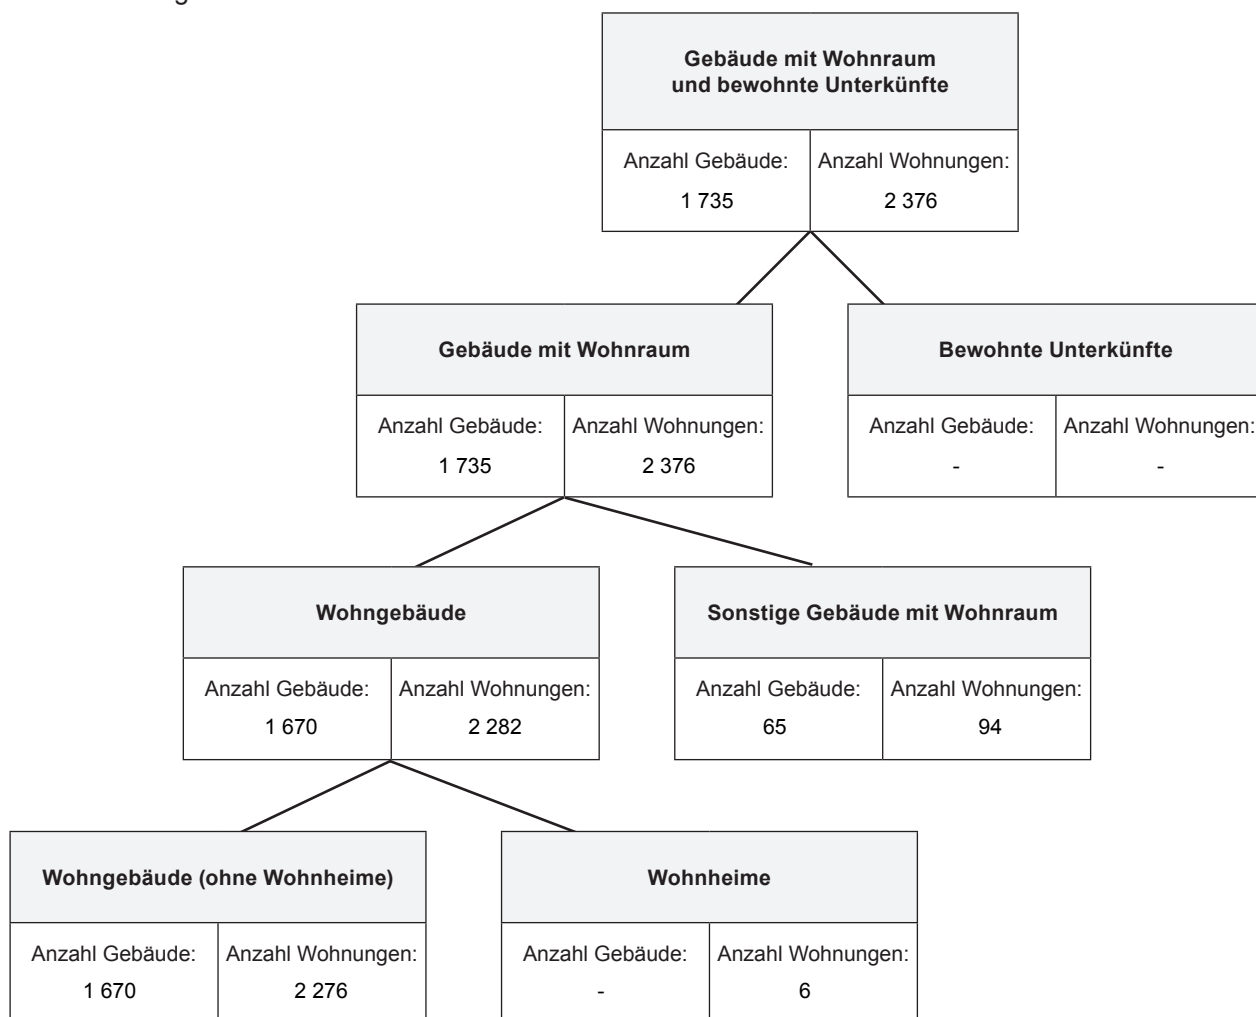 Gebäude mit Wohnraum
und bewohnte Unterkünfte
Anzahl Gebäude: Anzahl Wohnungen:
1 735 2 376
Gebäude mit Wohnraum Bewohnte Unterkünfte
Anzahl Gebäude: Anzahl Wohnungen: Anzahl Gebäude: Anzahl Wohnungen:
1 735 2 376 - -
Wohngebäude Sonstige Gebäude mit Wohnraum
Anzahl Gebäude: Anzahl Wohnungen: Anzahl Gebäude: Anzahl Wohnungen:
1 670 2 282 65 94
Wohngebäude (ohne Wohnheime) Wohnheime
Anzahl Gebäude: Anzahl Wohnungen: Anzahl Gebäude: Anzahl Wohnungen:
1 670 2 276 - 6